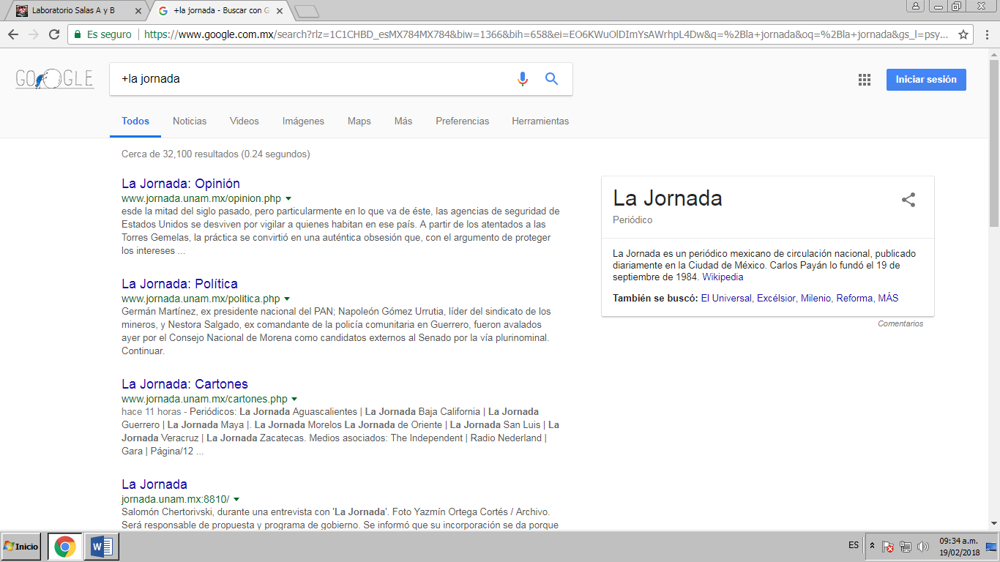 Laboratorio Salas A y B
+la jornada - Buscar con G
Es seguro
https://www.google.com.mx/search?rlz=1C1CHBD_esMX784MX784&biw=1366&bih=658&ei=EO6KWuOlDImYsAWrhpL4Dw&q=%2Bla+jornada&oq=%2Bla+jornada&gs_l=psy...
GOOGLE
+la jornada
Iniciar sesión
Todos Noticias Videos Imágenes Maps Más Preferencias Herramientas
Cerca de 32,100 resultados (0.24 segundos)
La Jornada: Opinión
www.jornada.unam.mx/opinion.php
esde la mitad del siglo pasado, pero particularmente en lo que va de éste, las agencias de seguridad de
Estados Unidos se desviven por vigilar a quienes habitan en ese país. A partir de los atentados a las
Torres Gemelas, la práctica se convirtió en una auténtica obsesión que, con el argumento de proteger
los intereses ...
La Jornada: Política
www.jornada.unam.mx/politica.php
Germán Martínez, ex presidente nacional del PAN; Napoleón Gómez Urrutia, líder del sindicato de los
mineros, y Nestora Salgado, ex comandante de la policía comunitaria en Guerrero, fueron avalados
ayer por el Consejo Nacional de Morena como candidatos externos al Senado por la vía plurinominal.
Continuar.
La Jornada: Cartones
www.jornada.unam.mx/cartones.php
hace 11 horas - Periódicos: La Jornada Aguascalientes | La Jornada Baja California | La Jornada
Guerrero | La Jornada Maya |. La Jornada Morelos La Jornada de Oriente | La Jornada San Luis | La
Jornada Veracruz | La Jornada Zacatecas. Medios asociados: The Independent | Radio Nederland |
Gara | Página/12 ...
La Jornada
jornada.unam.mx:8810/
Salomón Chertorivski, durante una entrevista con 'La Jornada'. Foto Yazmín Ortega Cortés / Archivo.
Será responsable de propuesta y programa de gobierno. Se informó que su incorporación se da porque
La Jornada
Periódico
La Jornada es un periódico mexicano de circulación nacional, publicado
diariamente en la Ciudad de México. Carlos Payán lo fundó el 19 de
septiembre de 1984. Wikipedia
También se buscó: El Universal, Excélsior, Milenio, Reforma, MÁS
Comentarios
Inicio
ES
09:34 a.m.
19/02/2018